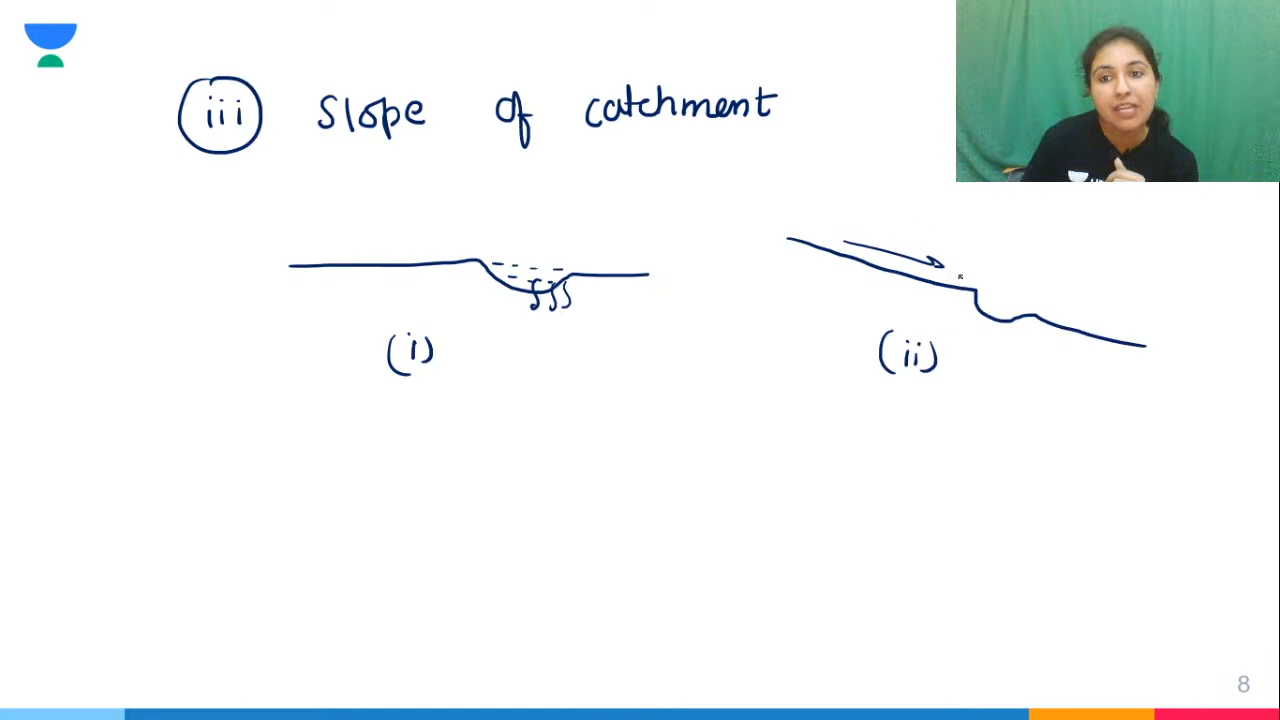 iii Slope of catchment
(i) (ii)
8